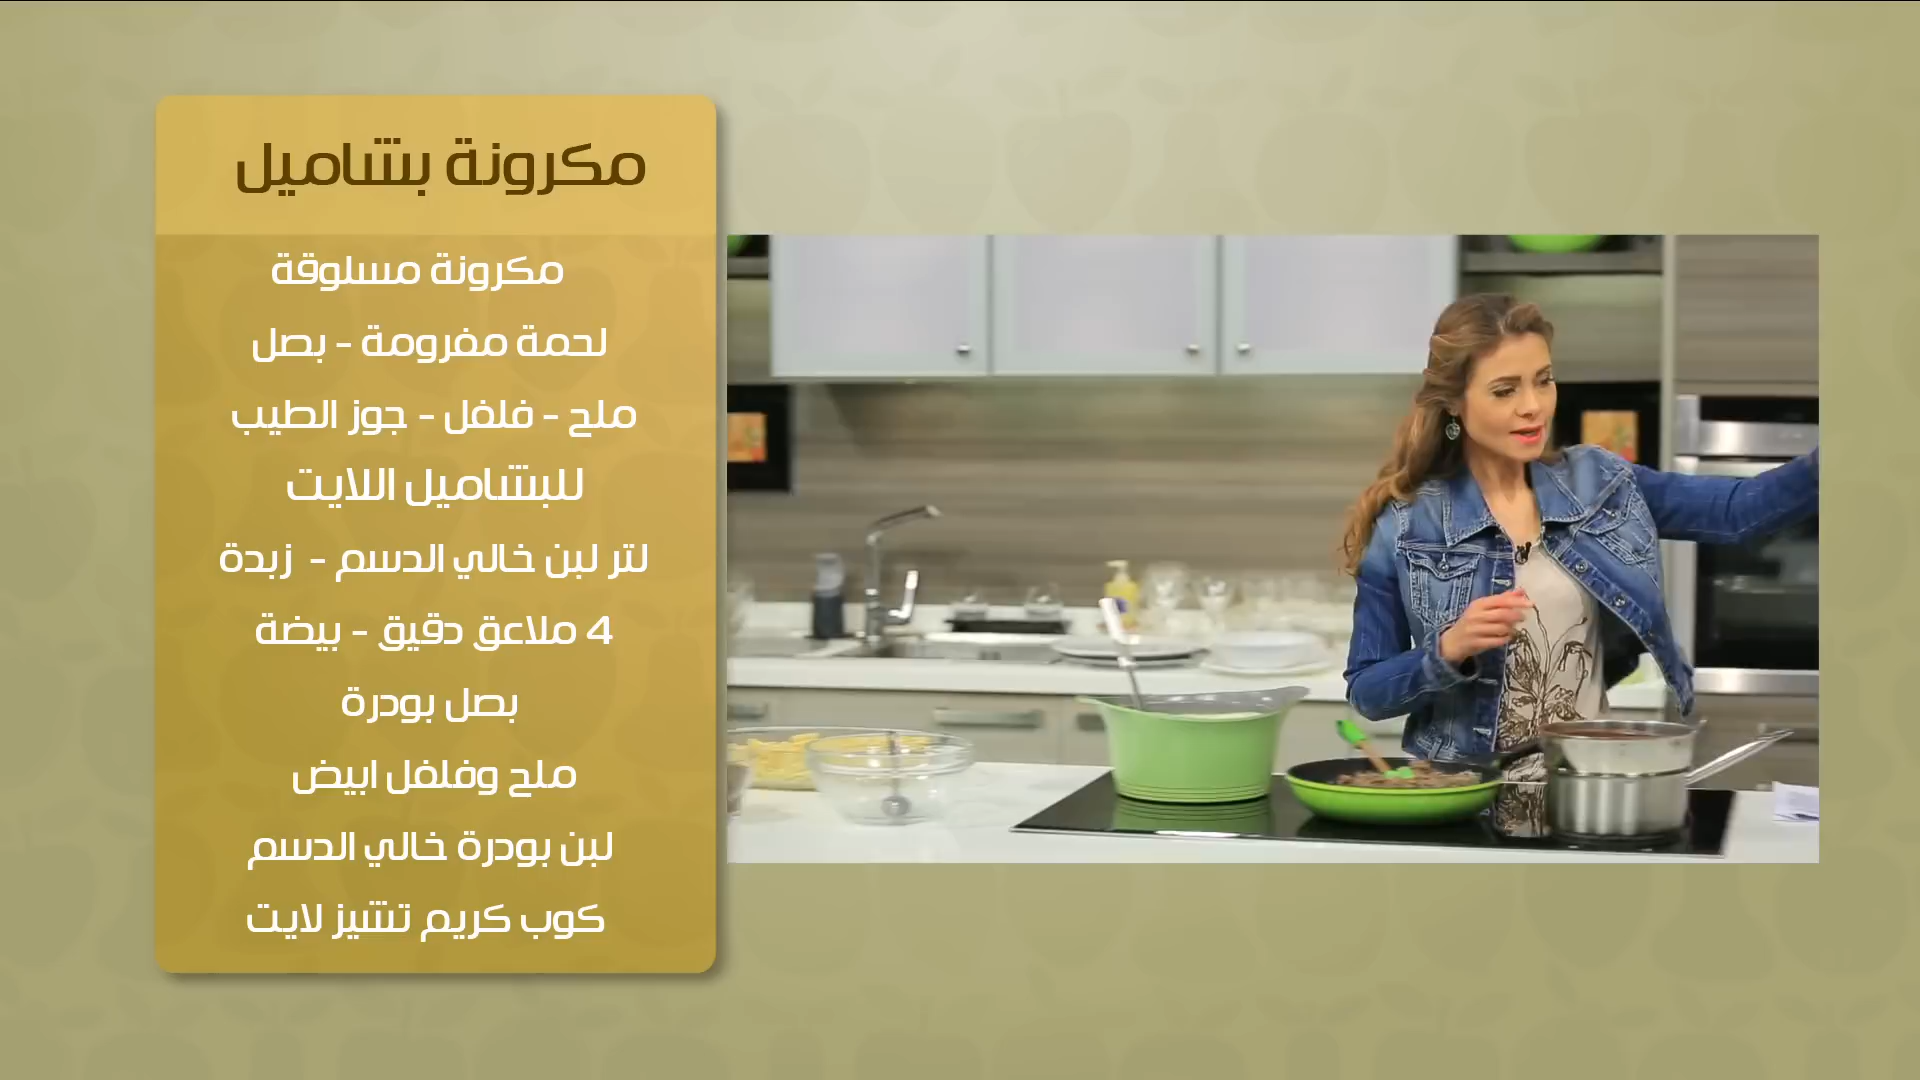 مكرونة بشاميل
مكرونة مسلوقة
لحمة مفرومة - بصل
ملح - فلفل - جوز الطيب
للبشاميل اللايت
لتر لبن خالي الدسم - زبدة
4 ملاعق دقيق - بيضة
بصل بودرة
ملح وفلفل ابيض
لبن بودرة خالي الدسم
كوب كريم تشيز لايت